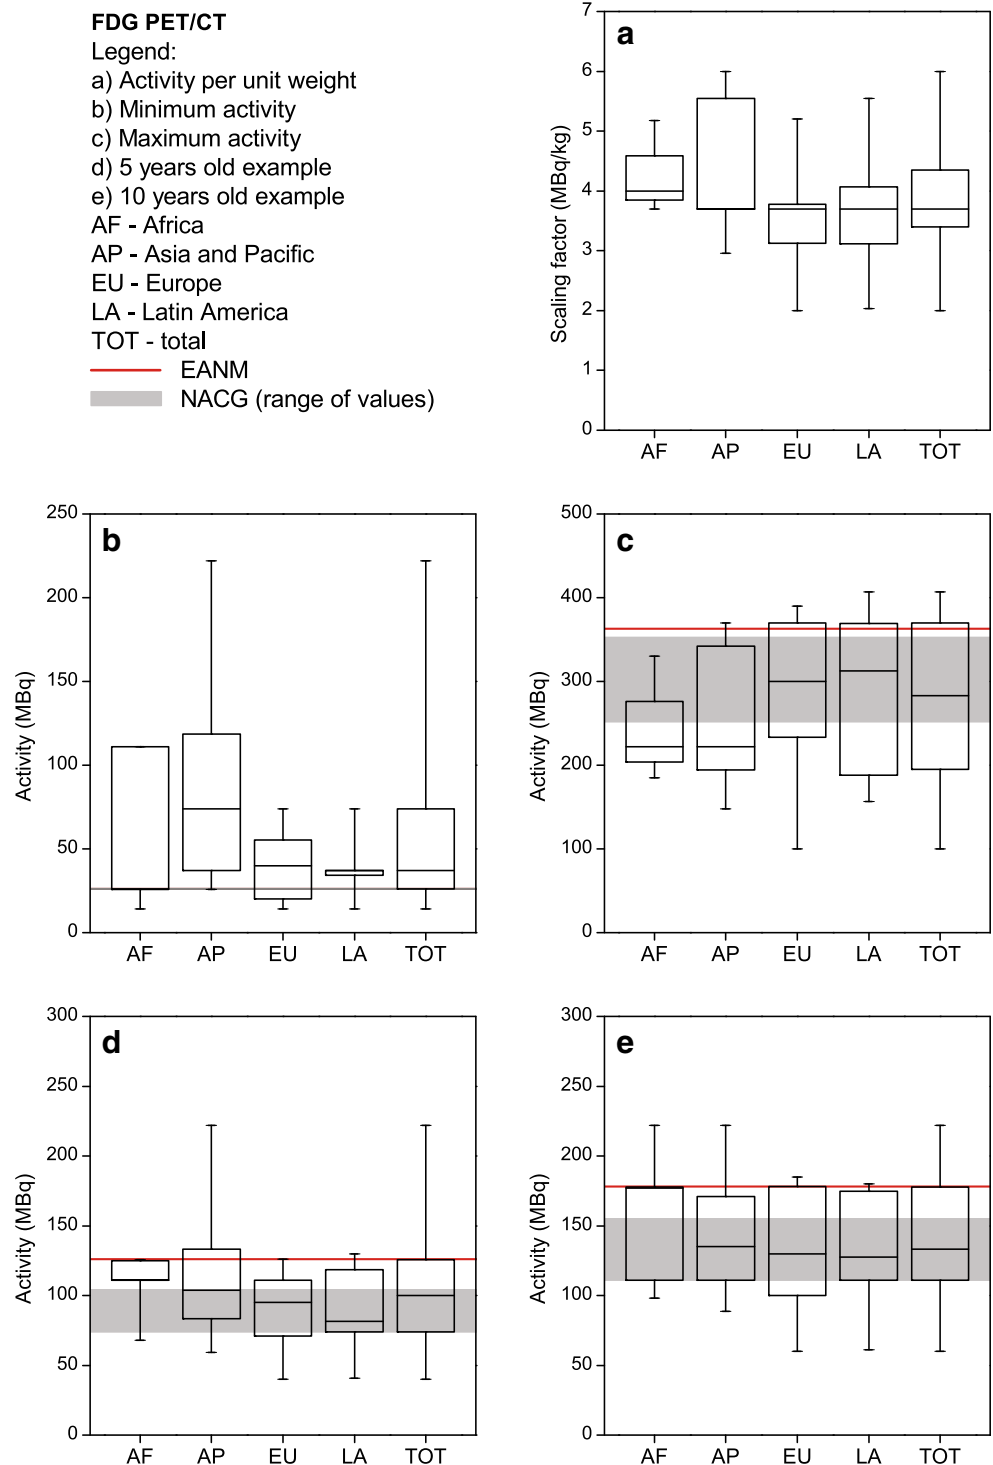 FDG PET/CT
Legend:
a) Activity per unit weight
b) Minimum activity
c) Maximum activity
d) 5 years old example
e) 10 years old example
AF - Africa
AP - Asia and Pacific
EU - Europe
LA - Latin America
TOT - total
EANM
NACG (range of values)
a
Scaling factor (MBq/kg)
7
6
5
4
3
2
1
0
AF AP EU LA TOT
b
Activity (MBq)
250
200
150
100
50
0
AF AP EU LA TOT
c
Activity (MBq)
500
400
300
200
100
0
AF AP EU LA TOT
d
Activity (MBq)
300
250
200
150
100
50
0
AF AP EU LA TOT
e
Activity (MBq)
300
250
200
150
100
50
0
AF AP EU LA TOT